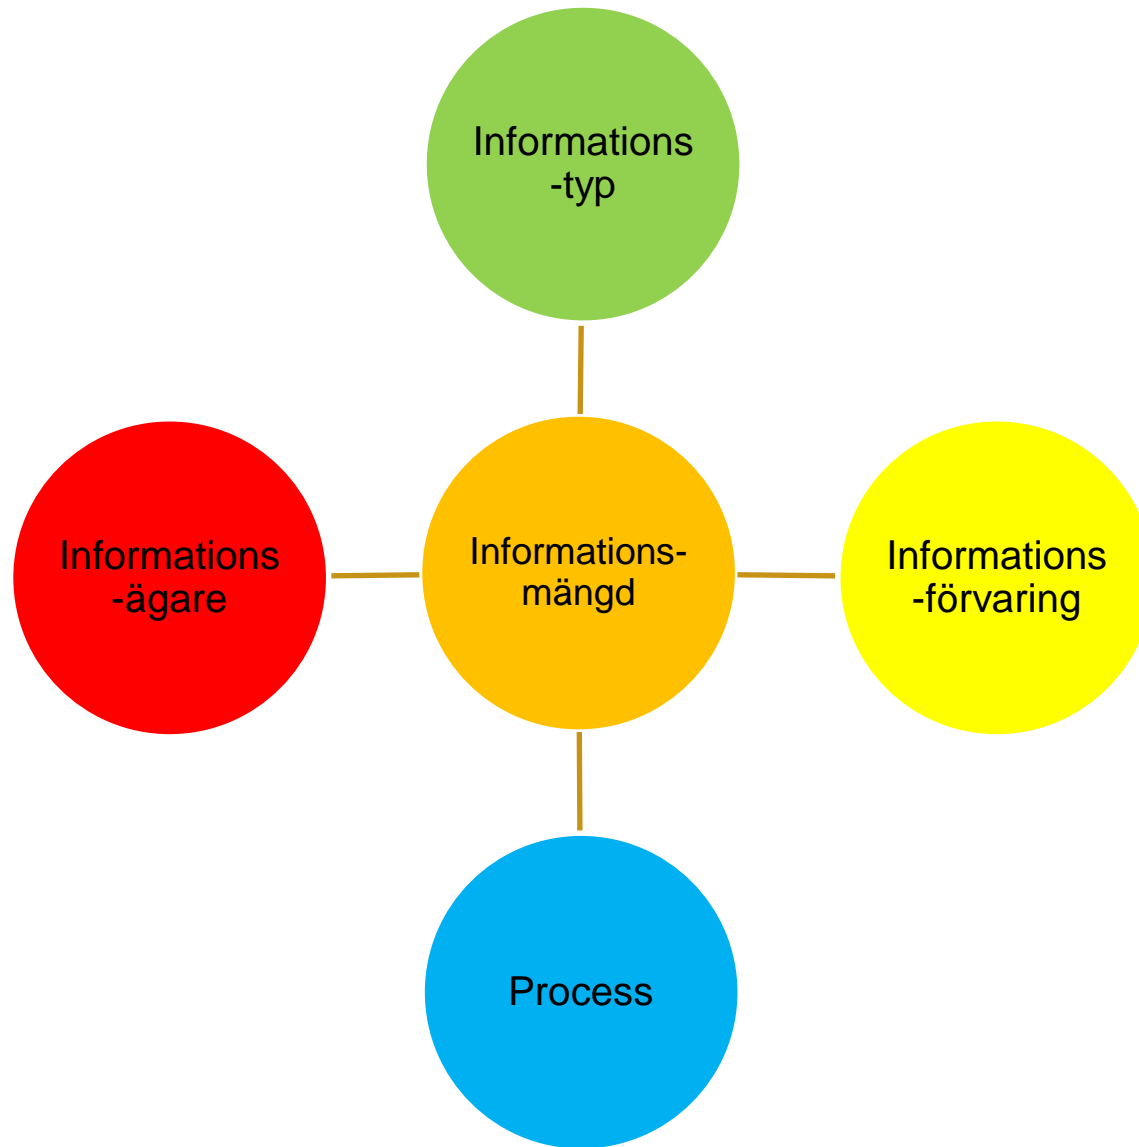 Informations
-typ
Informations
-ägare
Informations-
mängd
Informations
-förvaring
Process